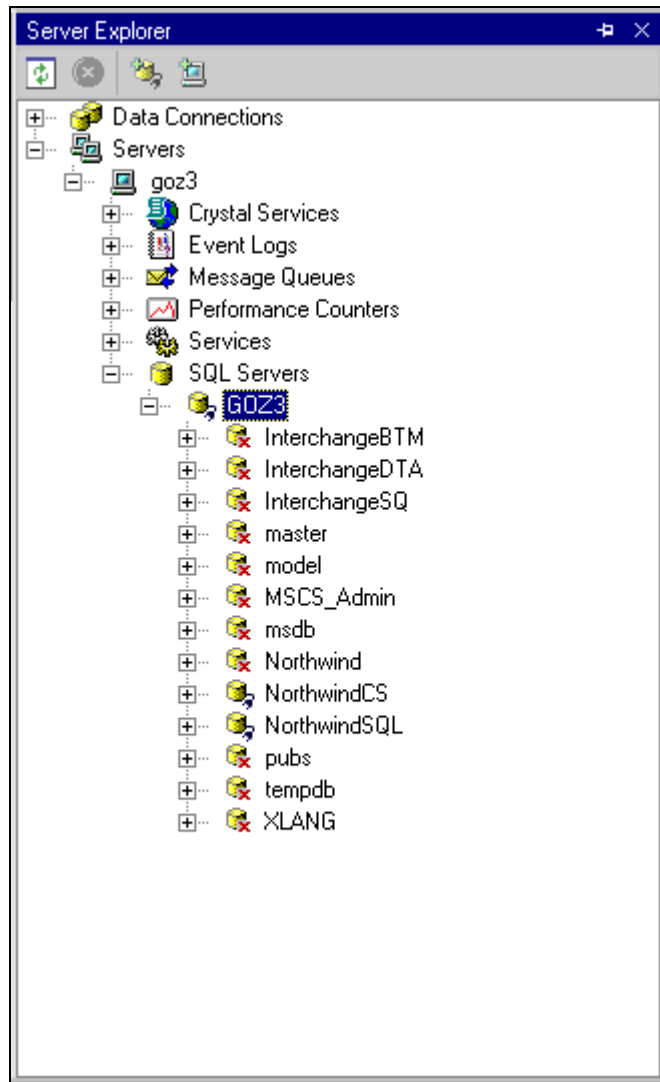 Server Explorer
Data Connections
Servers
goz3
Crystal Services
Event Logs
Message Queues
Performance Counters
Services
SQL Servers
GOZ3
InterchangeBTM
InterchangeDTA
InterchangeSQ
master
model
MSCS_Admin
msdb
Northwind
NorthwindCS
NorthwindSQL
pubs
tempdb
XLANG